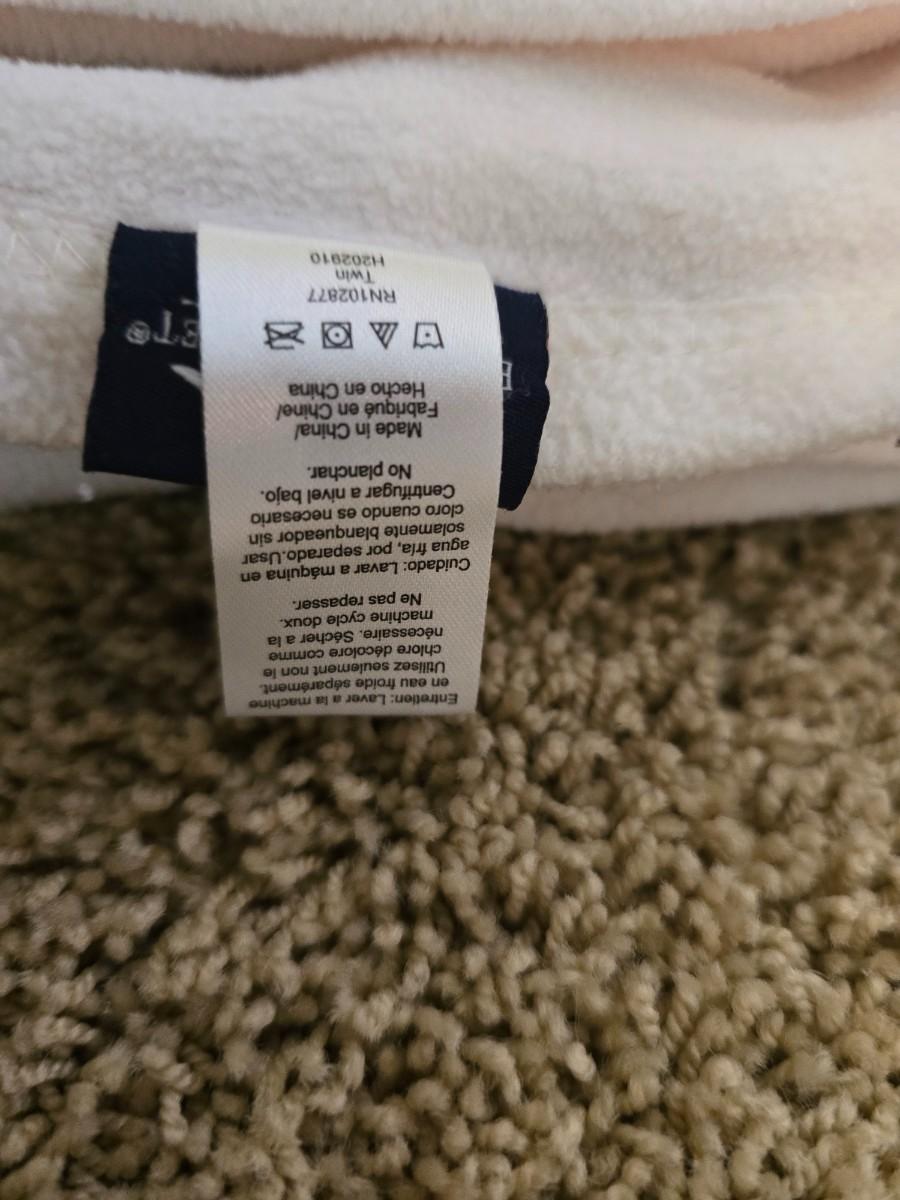 Entretien: Laver a la machine
en eau froide séparément.
Utilisez seulement non le
chlore décolore comme
nécessaire. Sécher a la
machine cycle doux.
Ne pas repasser.
Cuidado: Lavar a máquina en
agua fría, por separado.Usar
solamente blanqueador sin
cloro cuando es necesario
Centrifugar a nivel bajo.
No planchar.
Made in China/
Fabriqué en Chine/
Hecho en China
RN102877
Twin
H202910
ET®